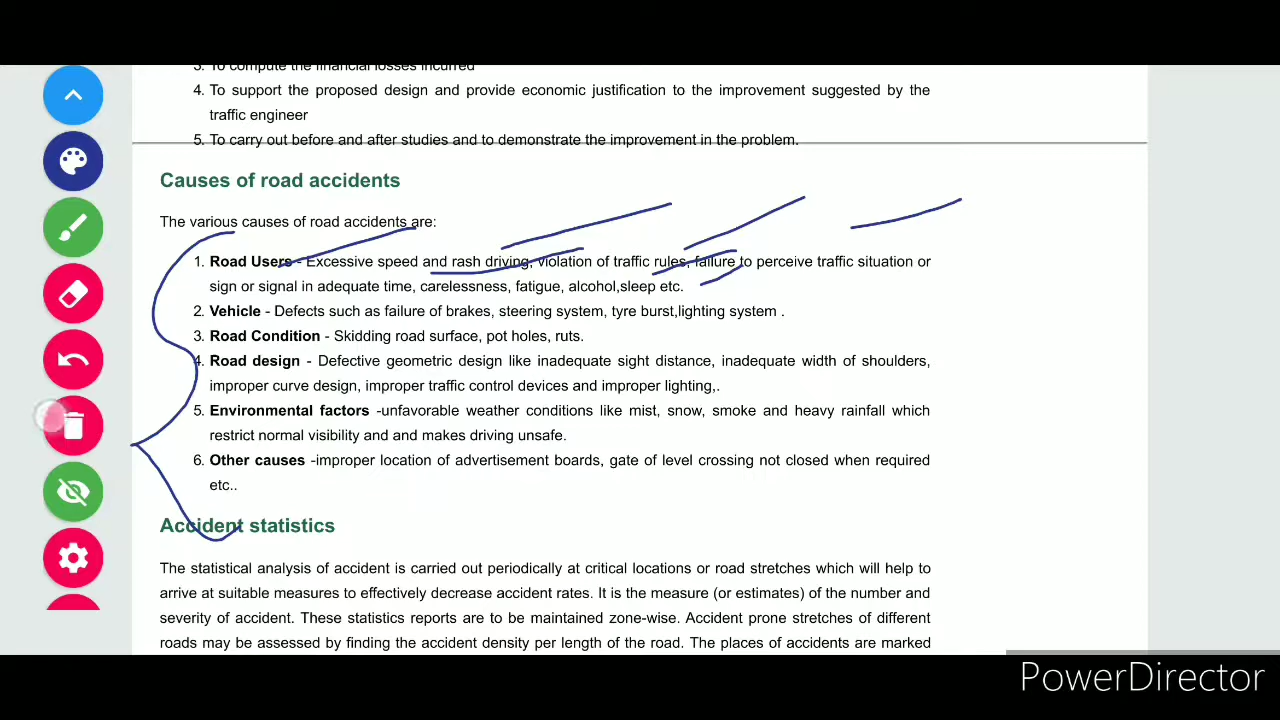 3. To compute the financial losses incurred
4. To support the proposed design and provide economic justification to the improvement suggested by the
traffic engineer
5. To carry out before and after studies and to demonstrate the improvement in the problem.
Causes of road accidents
The various causes of road accidents are:
1. Road Users - Excessive speed and rash driving, violation of traffic rules, failure to perceive traffic situation or
sign or signal in adequate time, carelessness, fatigue, alcohol,sleep etc.
2. Vehicle - Defects such as failure of brakes, steering system, tyre burst,lighting system .
3. Road Condition - Skidding road surface, pot holes, ruts.
4. Road design - Defective geometric design like inadequate sight distance, inadequate width of shoulders,
improper curve design, improper traffic control devices and improper lighting,.
5. Environmental factors -unfavorable weather conditions like mist, snow, smoke and heavy rainfall which
restrict normal visibility and and makes driving unsafe.
6. Other causes -improper location of advertisement boards, gate of level crossing not closed when required
etc..
Accident statistics
The statistical analysis of accident is carried out periodically at critical locations or road stretches which will help to
arrive at suitable measures to effectively decrease accident rates. It is the measure (or estimates) of the number and
severity of accident. These statistics reports are to be maintained zone-wise. Accident prone stretches of different
roads may be assessed by finding the accident density per length of the road. The places of accidents are marked
PowerDirector